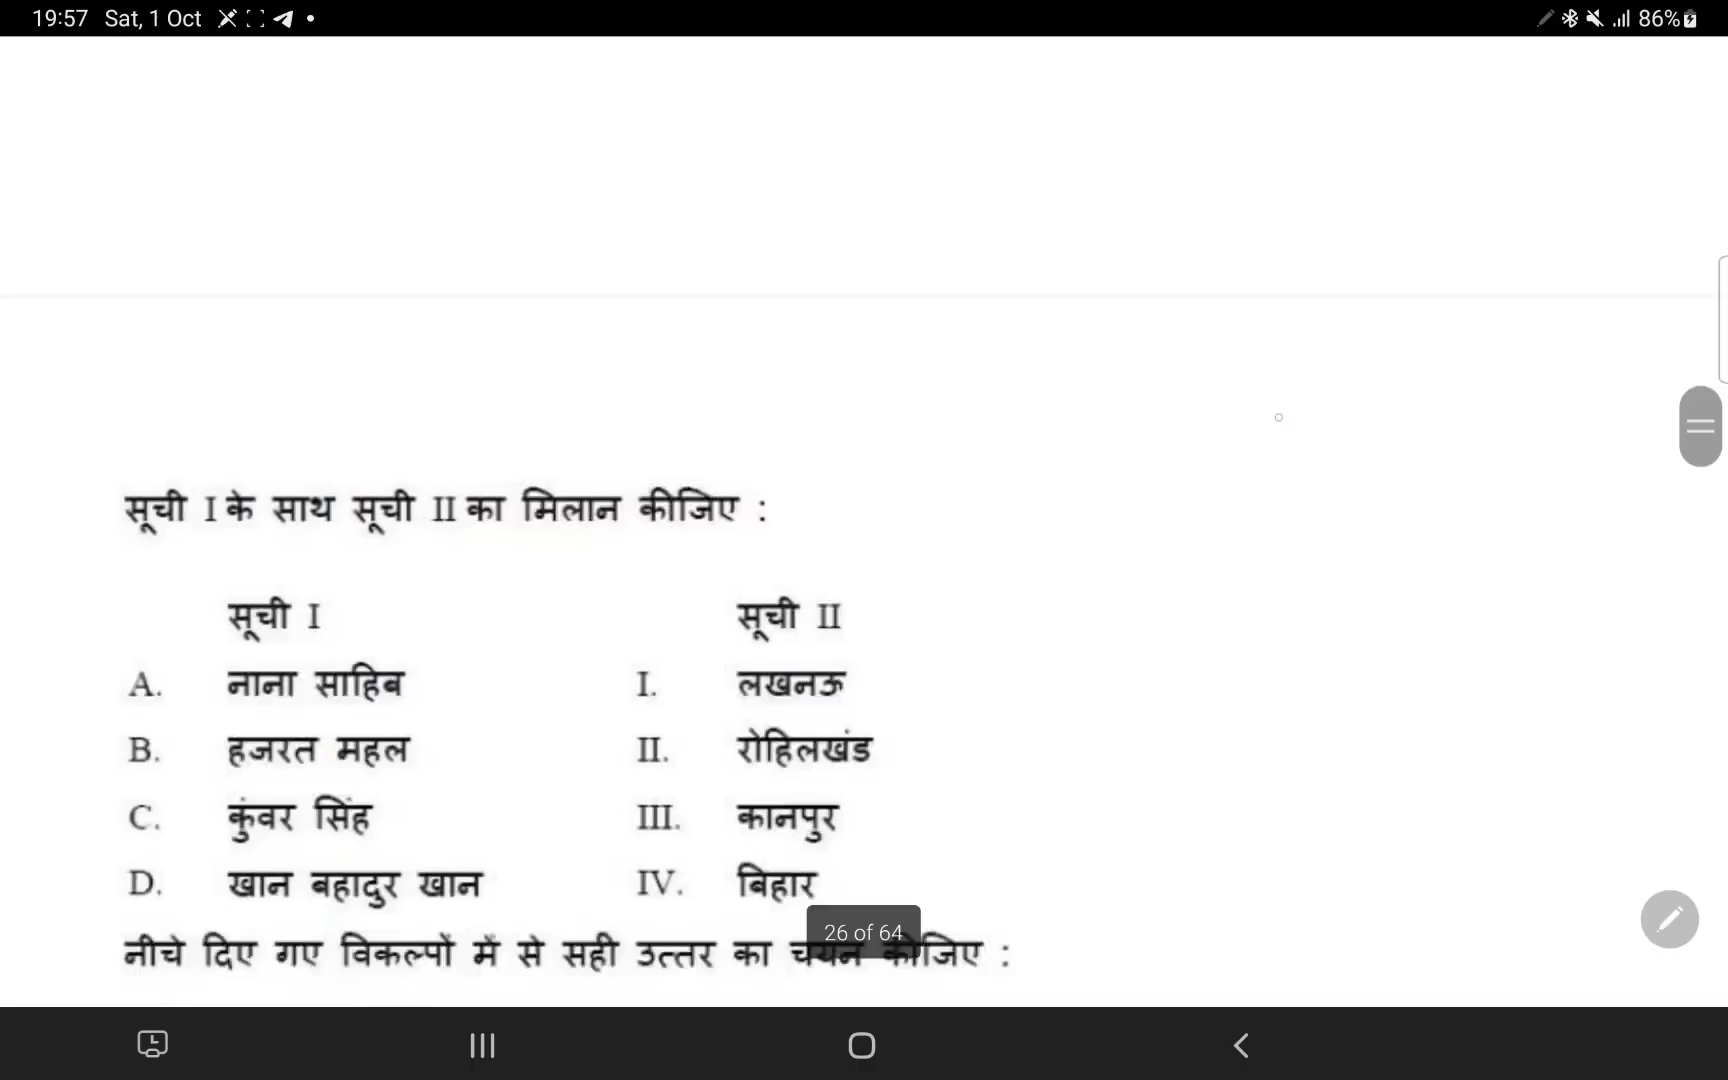 19:57 Sat, 1 Oct 86%
सूची I के साथ सूची II का मिलान कीजिए :
सूची I सूची II
A. नाना साहिब I. लखनऊ
B. हजरत महल II. रोहिलखंड
C. कुंवर सिंह III. कानपुर
D. खान बहादुर खान IV. बिहार
26 of 64
नीचे दिए गए विकल्पों में से सही उत्तर का चयन कीजिए :